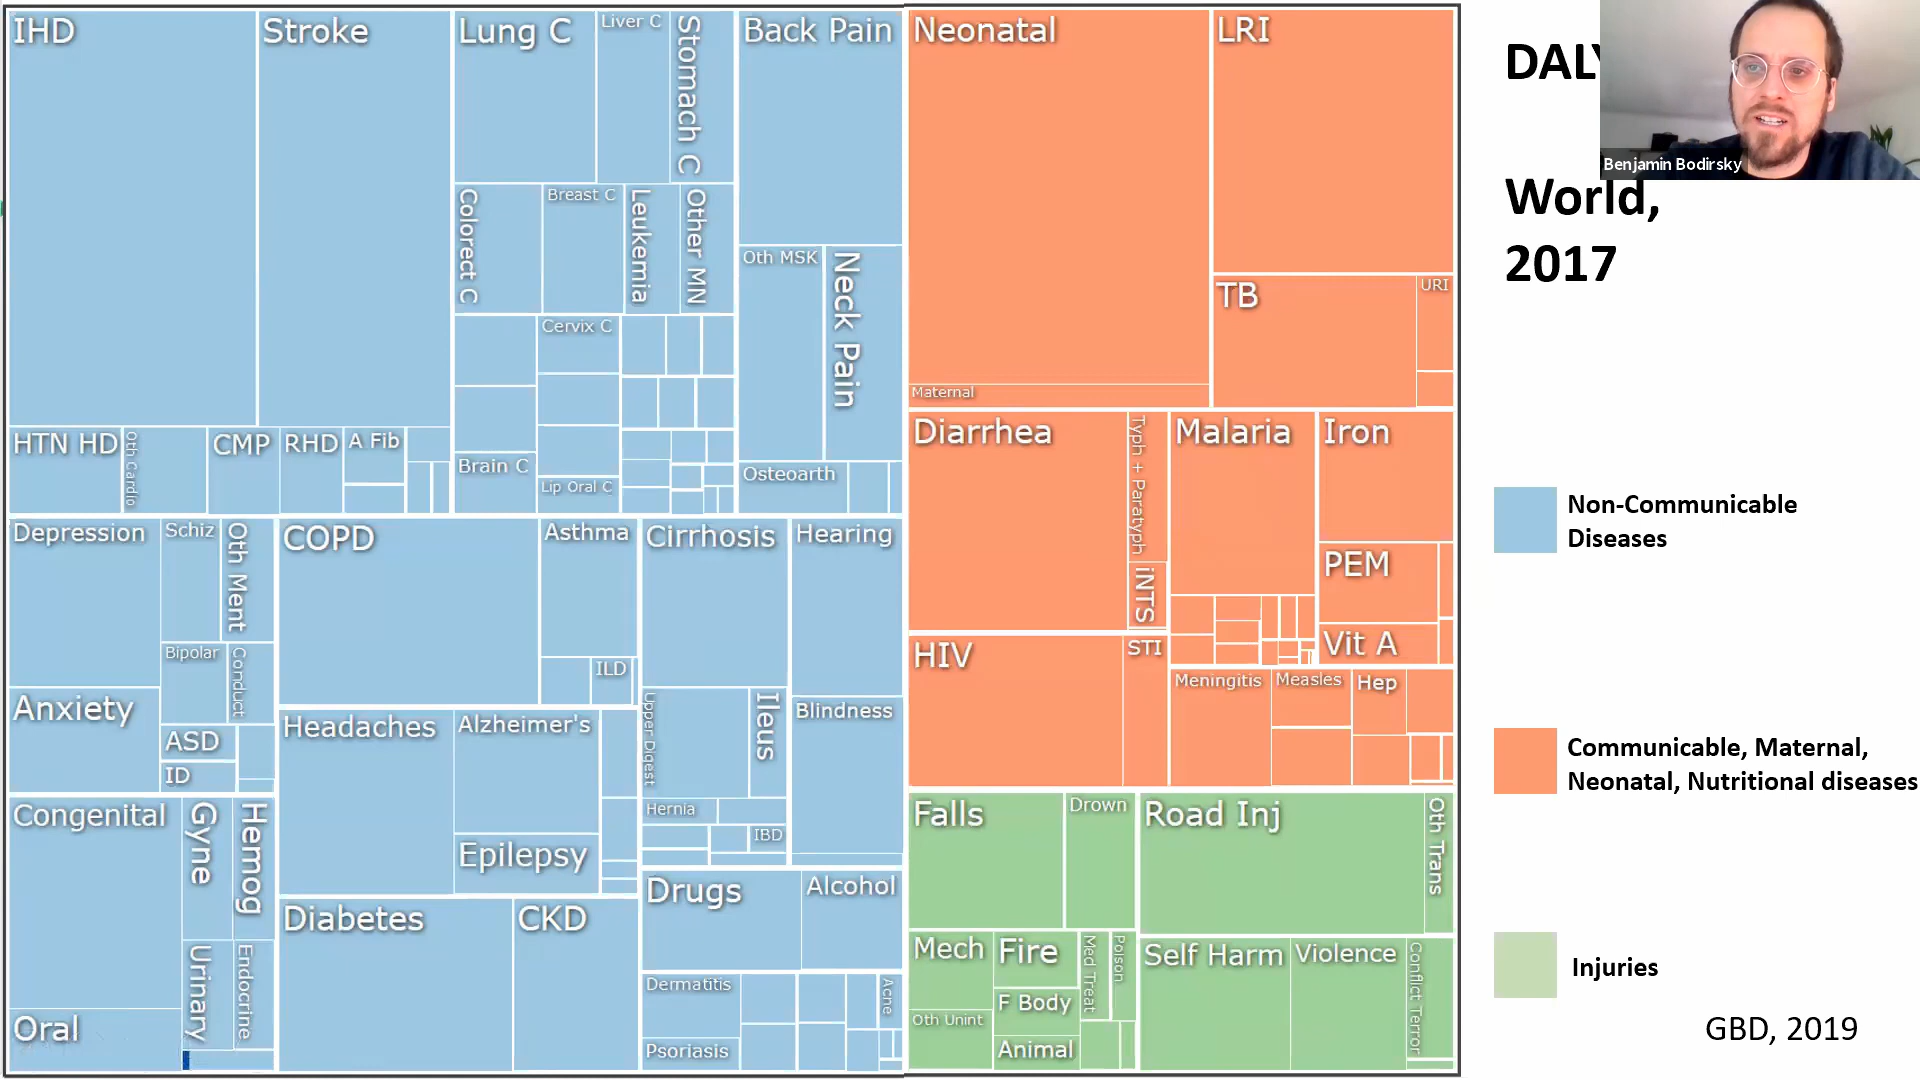 IHD
Stroke
Lung C
Liver C
Stomach C
Back Pain
Colorect C
Breast C
Leukemia
Other MN
Oth MSK
Neck Pain
Cervix C
Brain C
Lip Oral C
Osteoarth
HTN HD
Oth Cardio
CMP
RHD
A Fib
Depression
Schiz
Oth Ment
Bipolar
Conduct
Anxiety
ASD
ID
COPD
Asthma
ILD
Cirrhosis
Hearing
Upper Digest
Ileus
Blindness
Headaches
Alzheimer's
Epilepsy
Hernia
IBD
Congenital
Gyne
Hemog
Urinary
Endocrine
Oral
Diabetes
CKD
Drugs
Alcohol
Dermatitis
Acne
Psoriasis
Neonatal
LRI
Maternal
TB
URI
Diarrhea
Typh + Paratyph
iNTS
Malaria
Iron
PEM
Vit A
HIV
STI
Meningitis
Measles
Hep
Falls
Drown
Road Inj
Oth Trans
Mech
Fire
Med Treat
Poison
F Body
Oth Unint
Animal
Self Harm
Violence
Conflict Terror
Benjamin Bodirsky
World,
2017
Non-Communicable
Diseases
Communicable, Maternal,
Neonatal, Nutritional diseases
Injuries
GBD, 2019